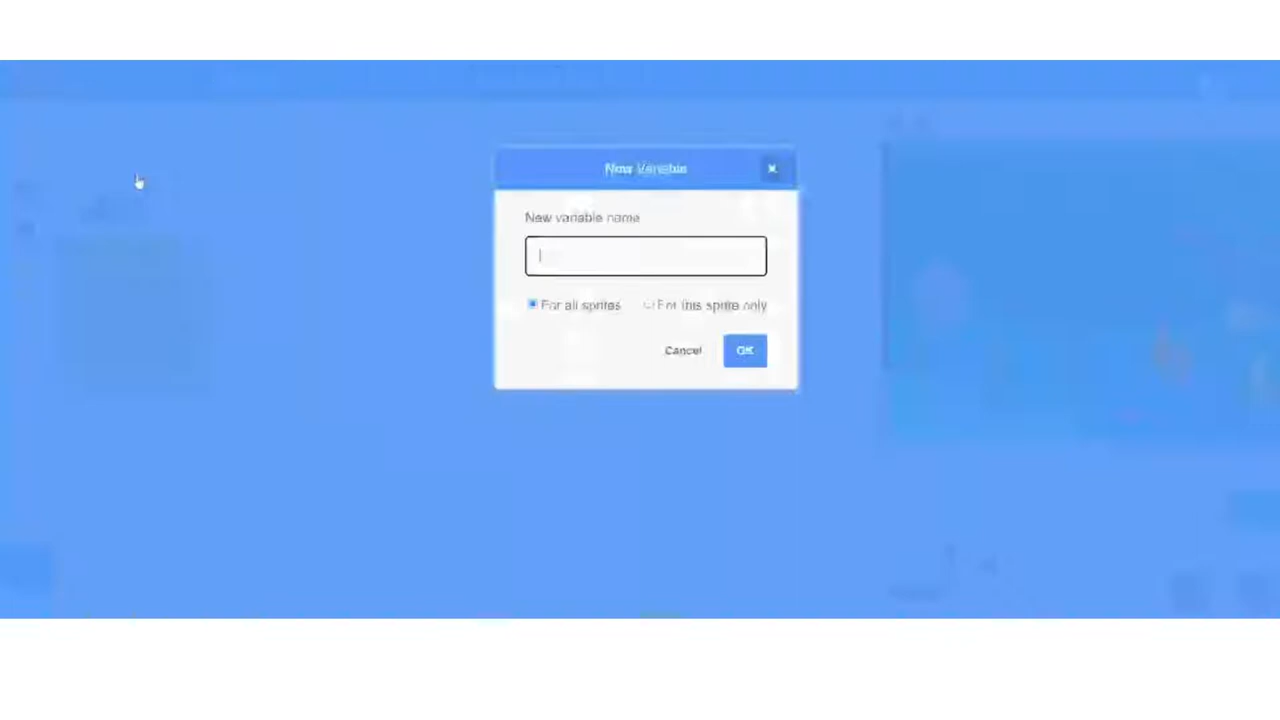 New Variable
New variable name
For all sprites For this sprite only
Cancel OK